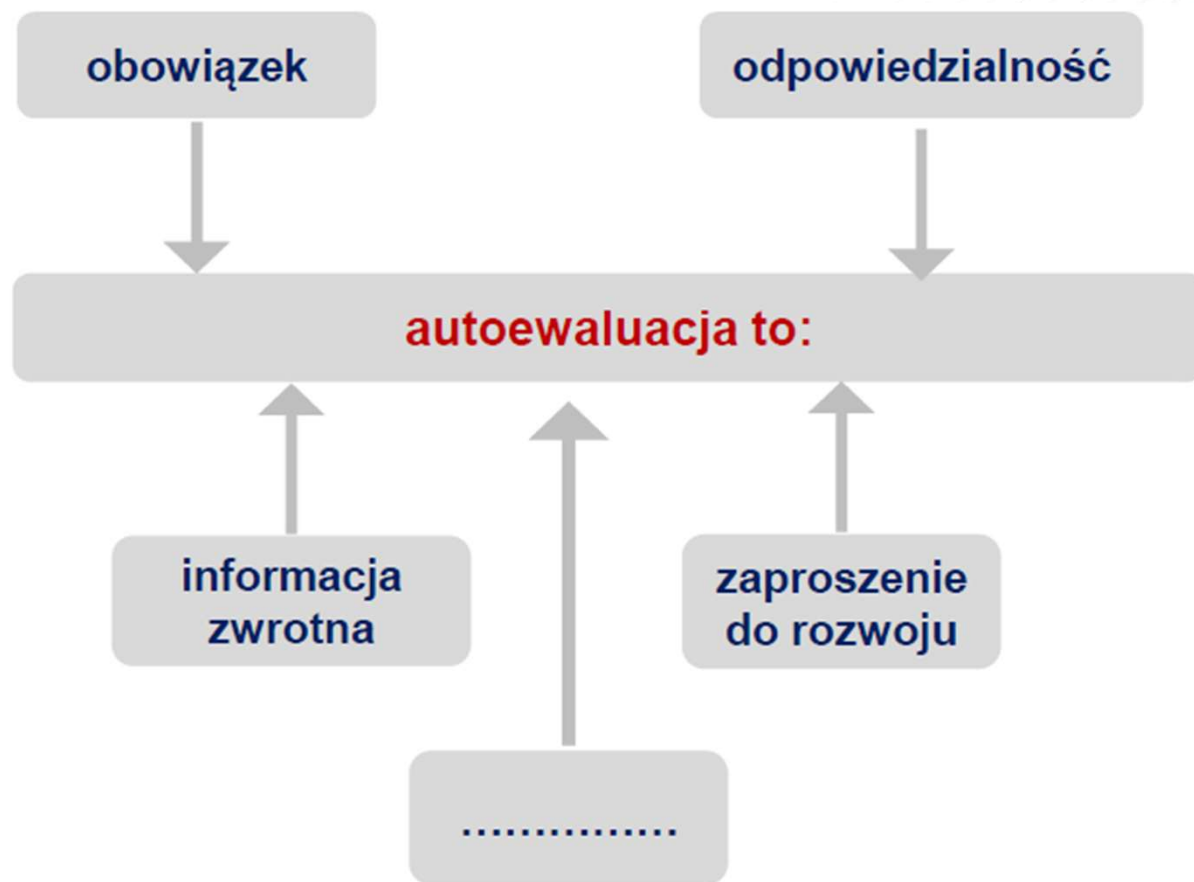 obowiązek
odpowiedzialność
autoewaluacja to:
informacja
zwrotna
zaproszenie
do rozwoju
...............